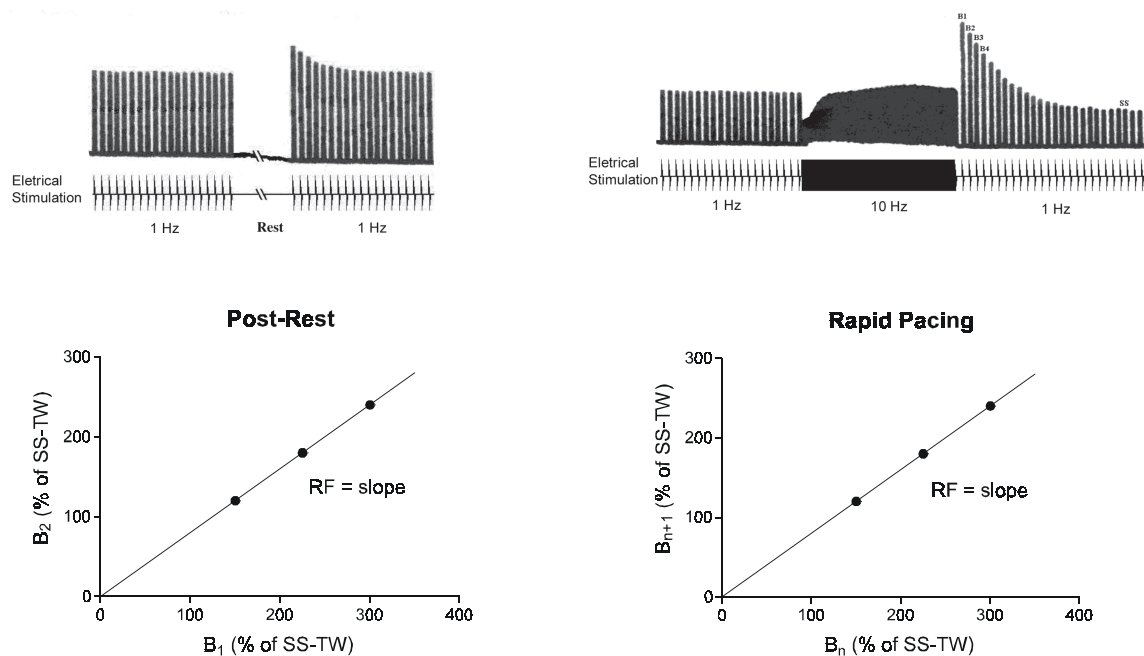 Eletrical
Stimulation
1 Hz
Rest
1 Hz
B1
B2
B3
B4
SS
Eletrical
Stimulation
1 Hz
10 Hz
1 Hz
Post-Rest
300
200
100
0
0
100
200
300
400
B2 (% of SS-TW)
RF = slope
B1 (% of SS-TW)
Rapid Pacing
300
200
100
0
0
100
200
300
400
Bn+1 (% of SS-TW)
RF = slope
Bn (% of SS-TW)